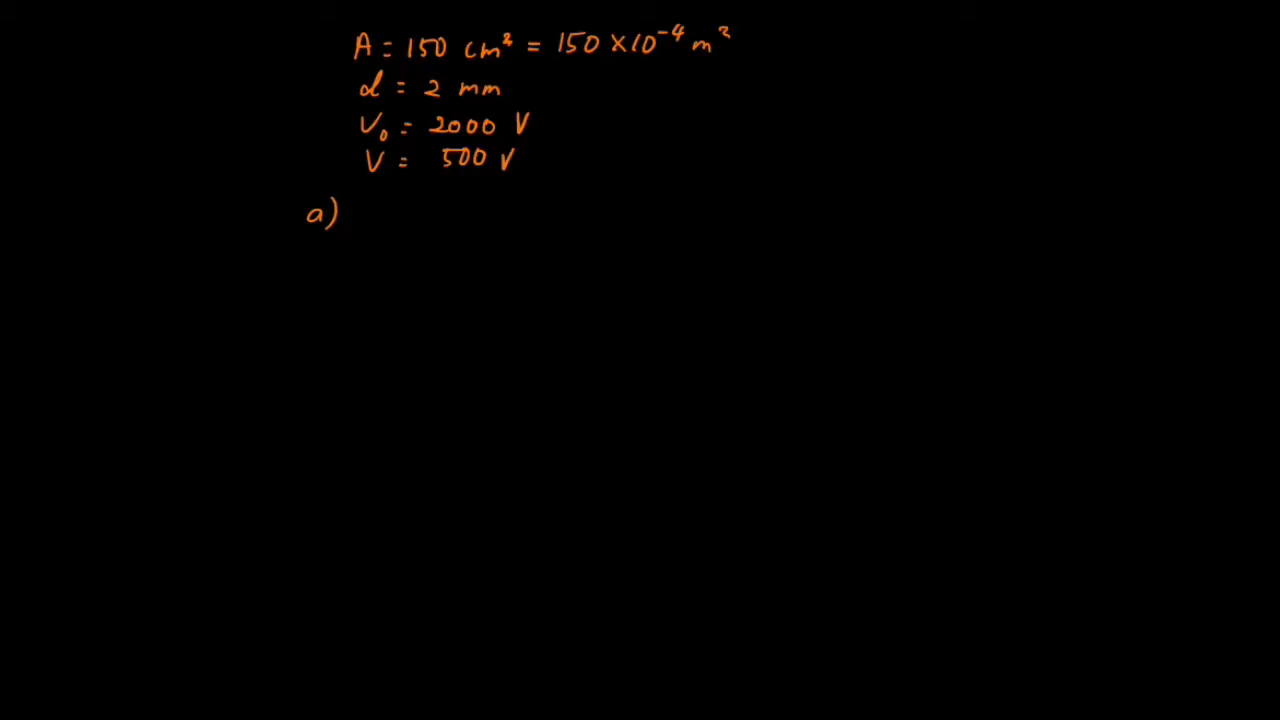 A = 150 cm² = 150 × 10⁻⁴ m²
d = 2 mm
V₀ = 2000 V
V = 500 V
a)